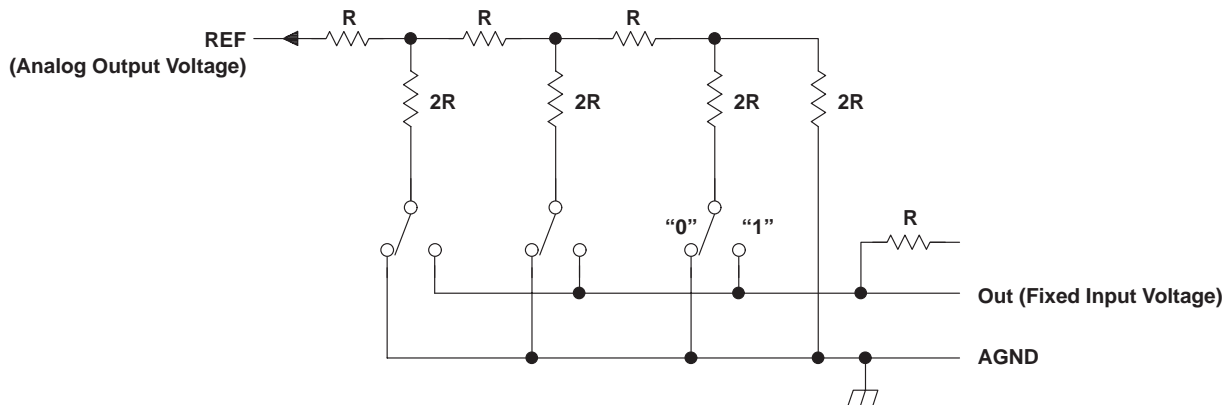 R R R
REF
(Analog Output Voltage)
2R 2R 2R 2R
“0” “1”
R
Out (Fixed Input Voltage)
AGND